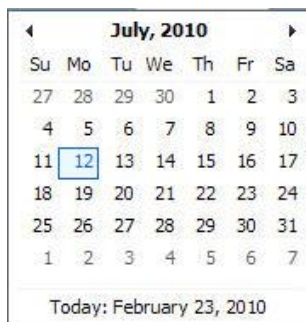 July, 2010
Su Mo Tu We Th Fr Sa
27 28 29 30 1 2 3
4 5 6 7 8 9 10
11 12 13 14 15 16 17
18 19 20 21 22 23 24
25 26 27 28 29 30 31
1 2 3 4 5 6 7
Today: February 23, 2010